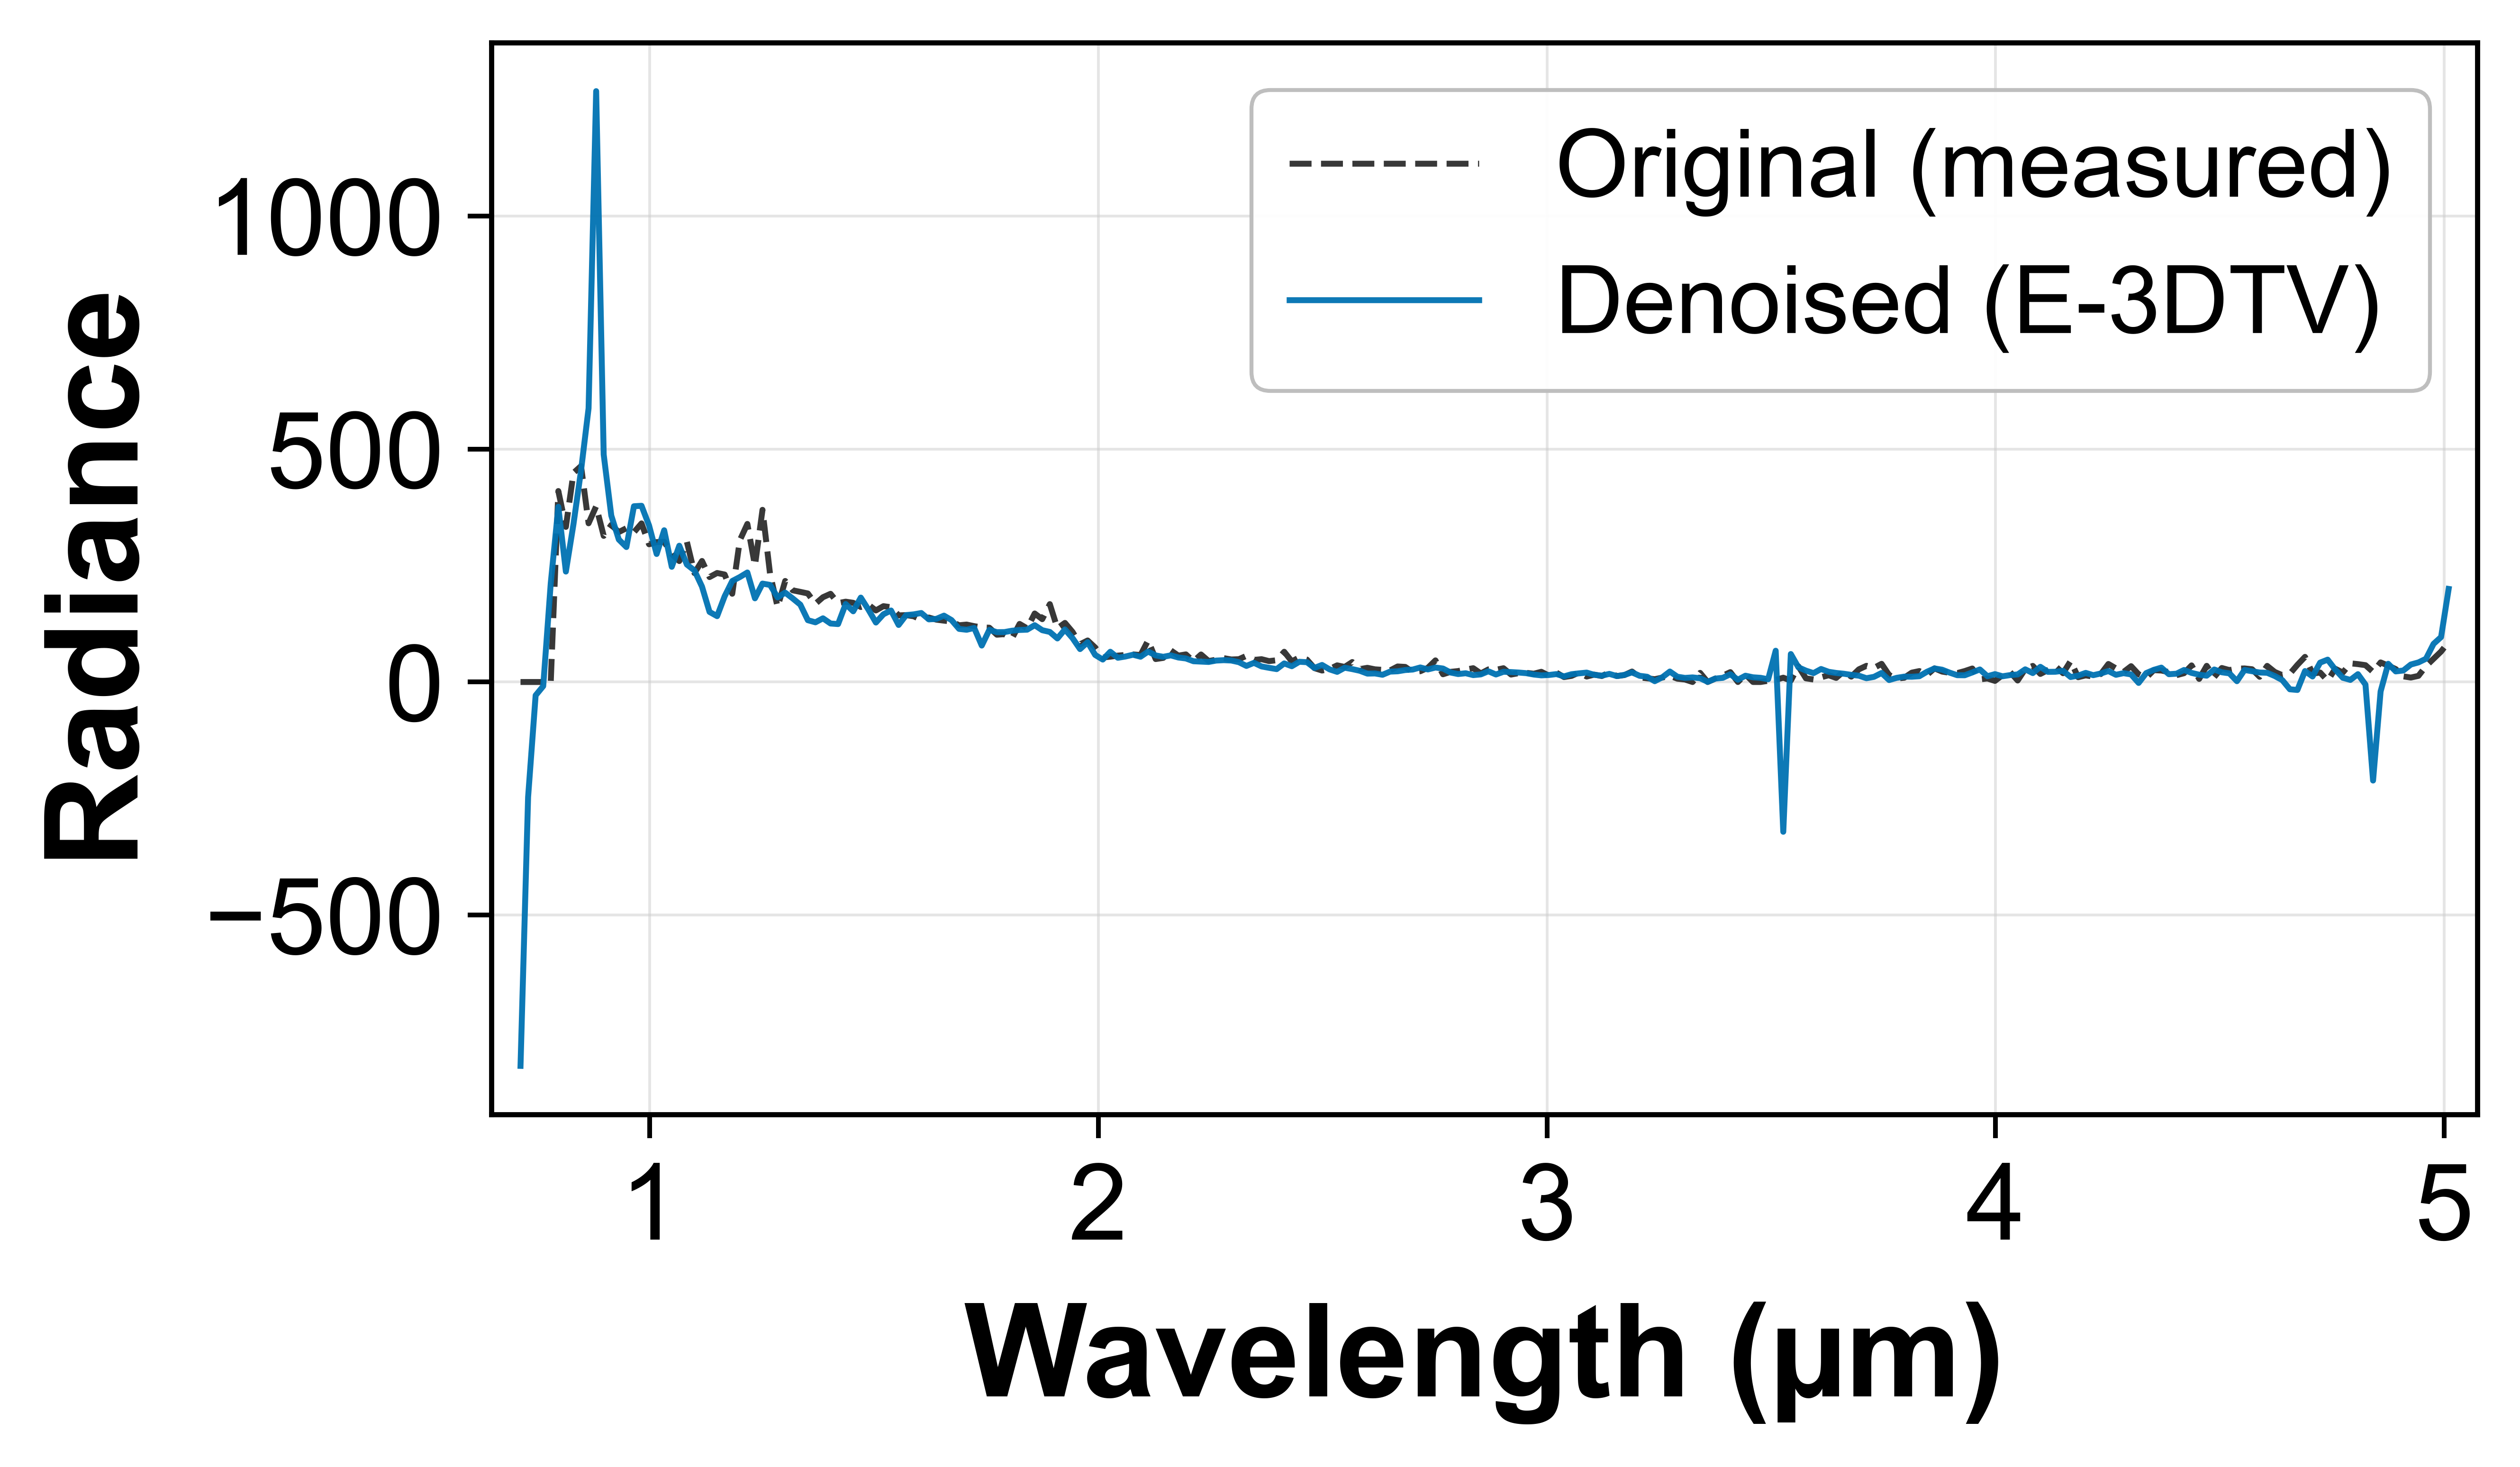 Original (measured)
Denoised (E-3DTV)
1000
500
0
−500
Radiance
1 2 3 4 5
Wavelength (μm)